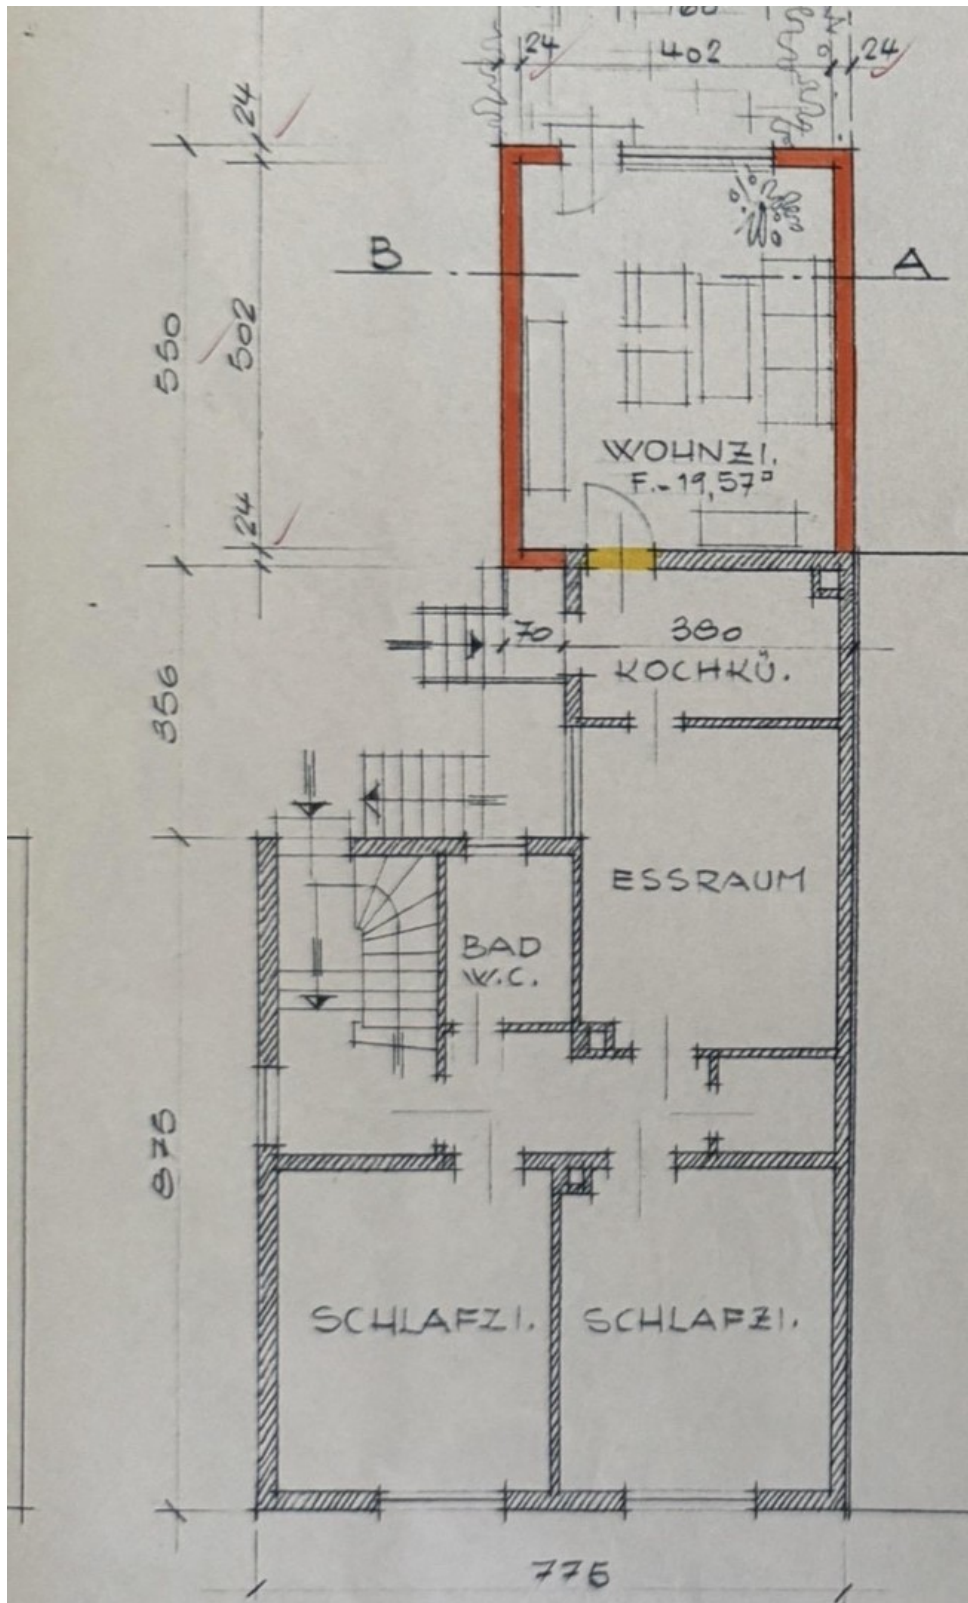 24
402
24
24
B
A
550
502
WOHNZI.
F.=19,57▫
24
70
380
KOCHKÜ.
356
ESSRAUM
BAD
W.C.
875
SCHLAFZI.
SCHLAFZI.
775